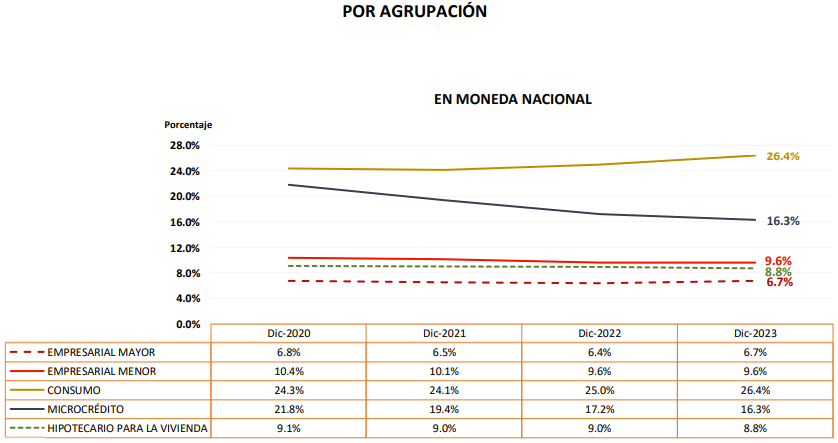 POR AGRUPACIÓN
EN MONEDA NACIONAL
Porcentaje
28.0%
24.0%
20.0%
16.0%
12.0%
8.0%
4.0%
0.0%
26.4%
16.3%
9.6%
8.8%
6.7%
Dic-2020 Dic-2021 Dic-2022 Dic-2023
EMPRESARIAL MAYOR 6.8% 6.5% 6.4% 6.7%
EMPRESARIAL MENOR 10.4% 10.1% 9.6% 9.6%
CONSUMO 24.3% 24.1% 25.0% 26.4%
MICROCRÉDITO 21.8% 19.4% 17.2% 16.3%
HIPOTECARIO PARA LA VIVIENDA 9.1% 9.0% 9.0% 8.8%